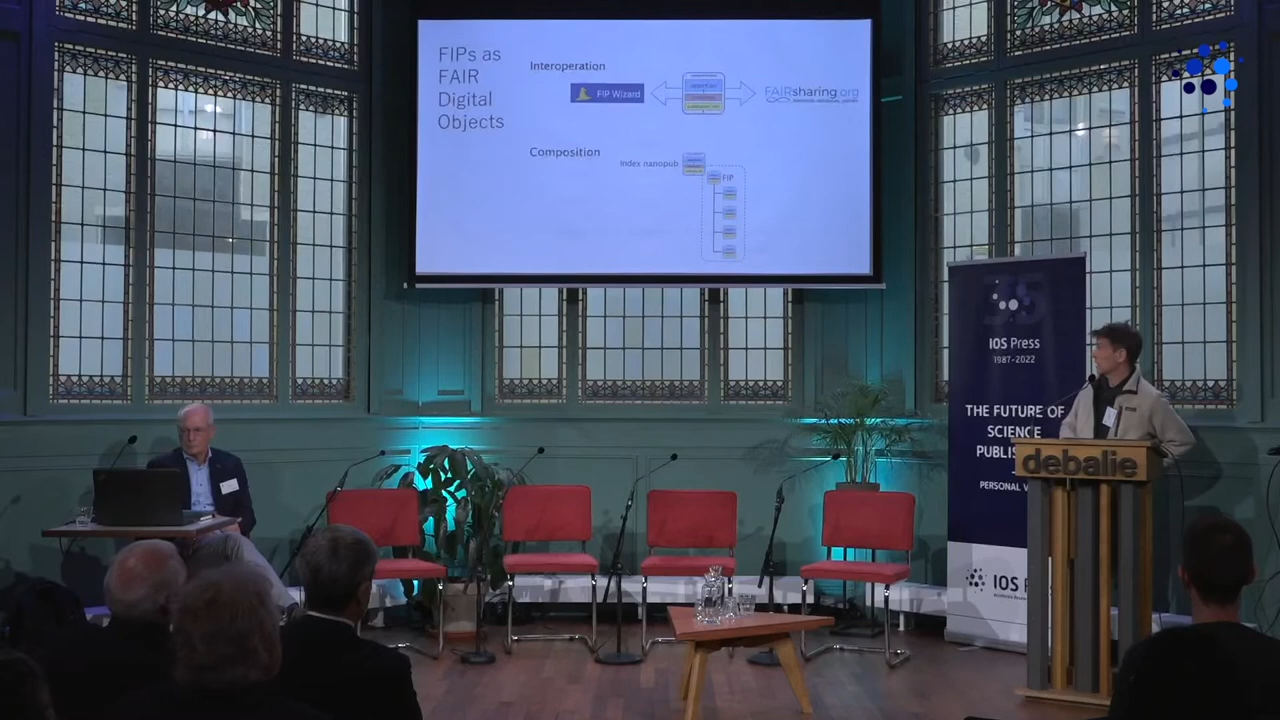 FIPs as
FAIR
Digital
Objects
Interoperation
FIP Wizard
FAIRsharing.org
Composition
Index nanopub
FIP
35
IOS Press
1987-2022
THE FUTURE OF
SCIENCE
PUBLIS
PERSONAL V
IOS P
debalie